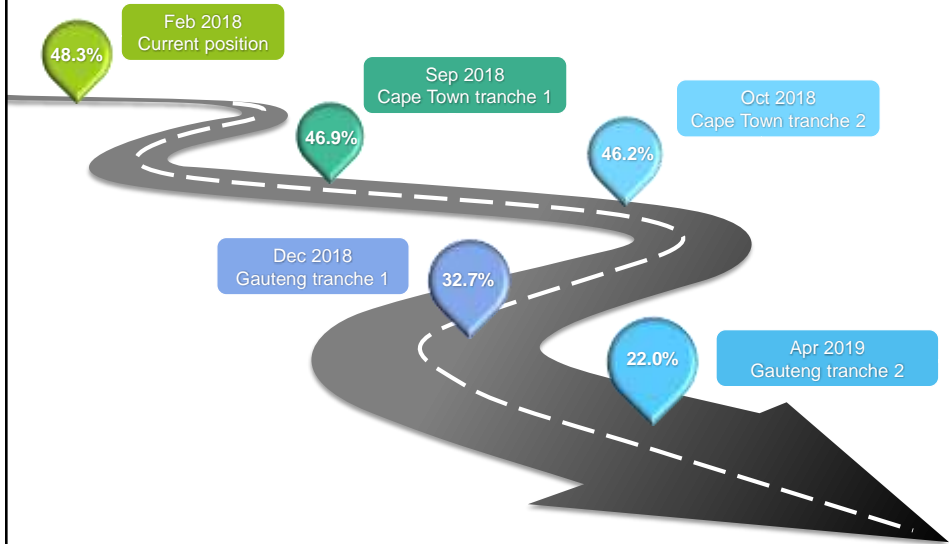 Feb 2018
Current position
48.3%
Sep 2018
Cape Town tranche 1
46.9%
Oct 2018
Cape Town tranche 2
46.2%
Dec 2018
Gauteng tranche 1
32.7%
Apr 2019
Gauteng tranche 2
22.0%